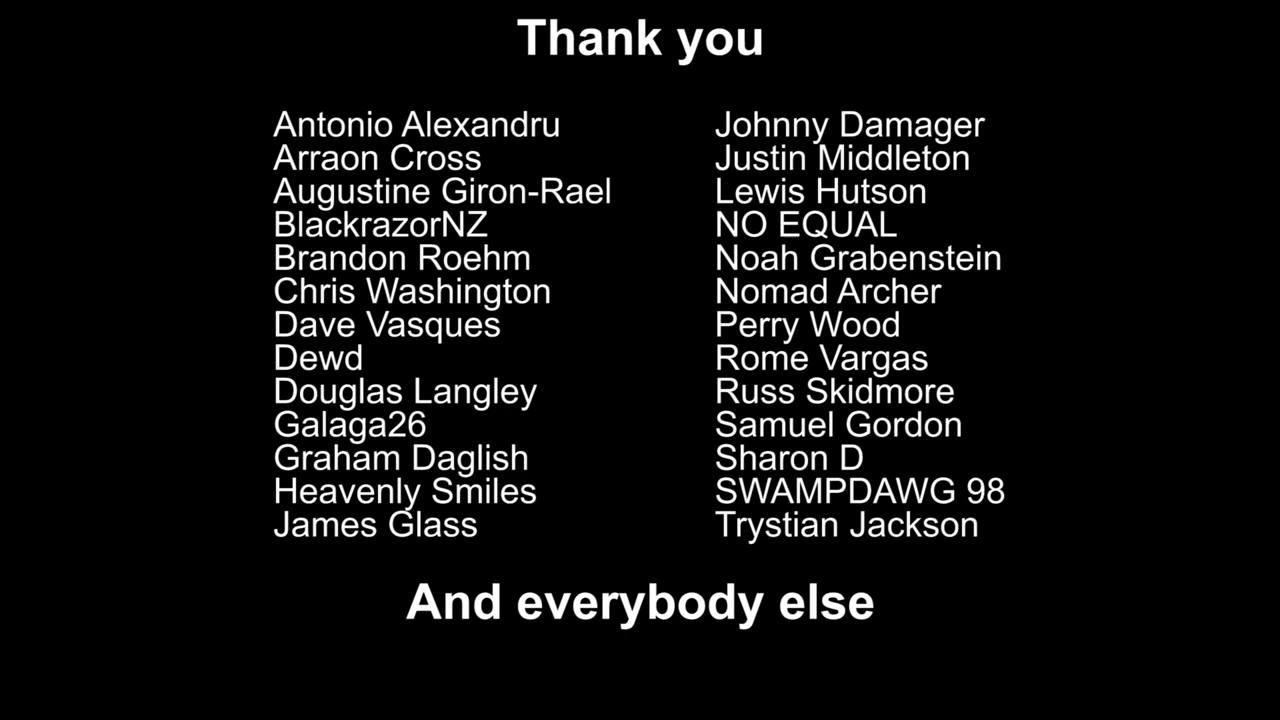 Thank you
Antonio Alexandru
Arraon Cross
Augustine Giron-Rael
BlackrazorNZ
Brandon Roehm
Chris Washington
Dave Vasques
Dewd
Douglas Langley
Galaga26
Graham Daglish
Heavenly Smiles
James Glass
Johnny Damager
Justin Middleton
Lewis Hutson
NO EQUAL
Noah Grabenstein
Nomad Archer
Perry Wood
Rome Vargas
Russ Skidmore
Samuel Gordon
Sharon D
SWAMPDAWG 98
Trystian Jackson
And everybody else